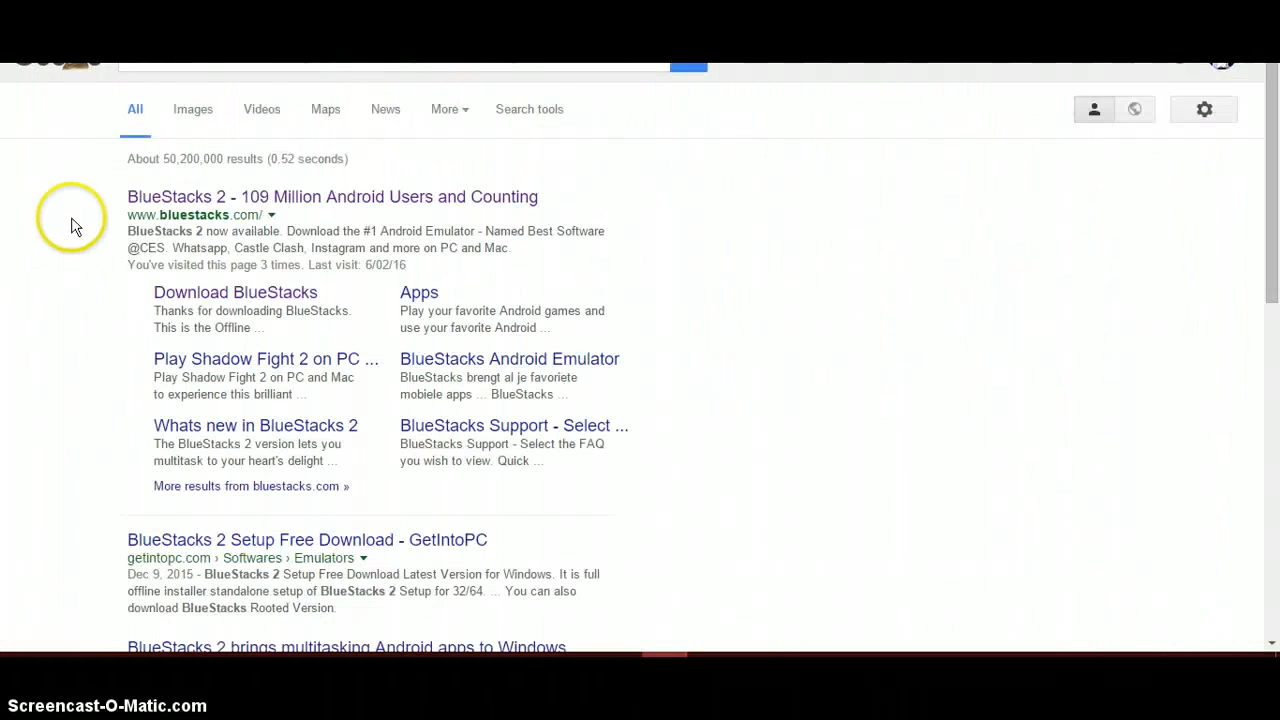 All Images Videos Maps News More Search tools
About 50,200,000 results (0.52 seconds)
BlueStacks 2 - 109 Million Android Users and Counting
www.bluestacks.com/
BlueStacks 2 now available. Download the #1 Android Emulator - Named Best Software
@CES. Whatsapp, Castle Clash, Instagram and more on PC and Mac.
You've visited this page 3 times. Last visit: 6/02/16
Download BlueStacks
Thanks for downloading BlueStacks.
This is the Offline ...
Apps
Play your favorite Android games and
use your favorite Android ...
Play Shadow Fight 2 on PC ...
Play Shadow Fight 2 on PC and Mac
to experience this brilliant ...
BlueStacks Android Emulator
BlueStacks brengt al je favoriete
mobiele apps ... BlueStacks ...
Whats new in BlueStacks 2
The BlueStacks 2 version lets you
multitask to your heart's delight ...
BlueStacks Support - Select ...
BlueStacks Support - Select the FAQ
you wish to view. Quick ...
More results from bluestacks.com »
BlueStacks 2 Setup Free Download - GetIntoPC
getintopc.com › Softwares › Emulators
Dec 9, 2015 - BlueStacks 2 Setup Free Download Latest Version for Windows. It is full
offline installer standalone setup of BlueStacks 2 Setup for 32/64. ... You can also
download BlueStacks Rooted Version.
BlueStacks 2 brings multitasking Android apps to Windows
Screencast-O-Matic.com